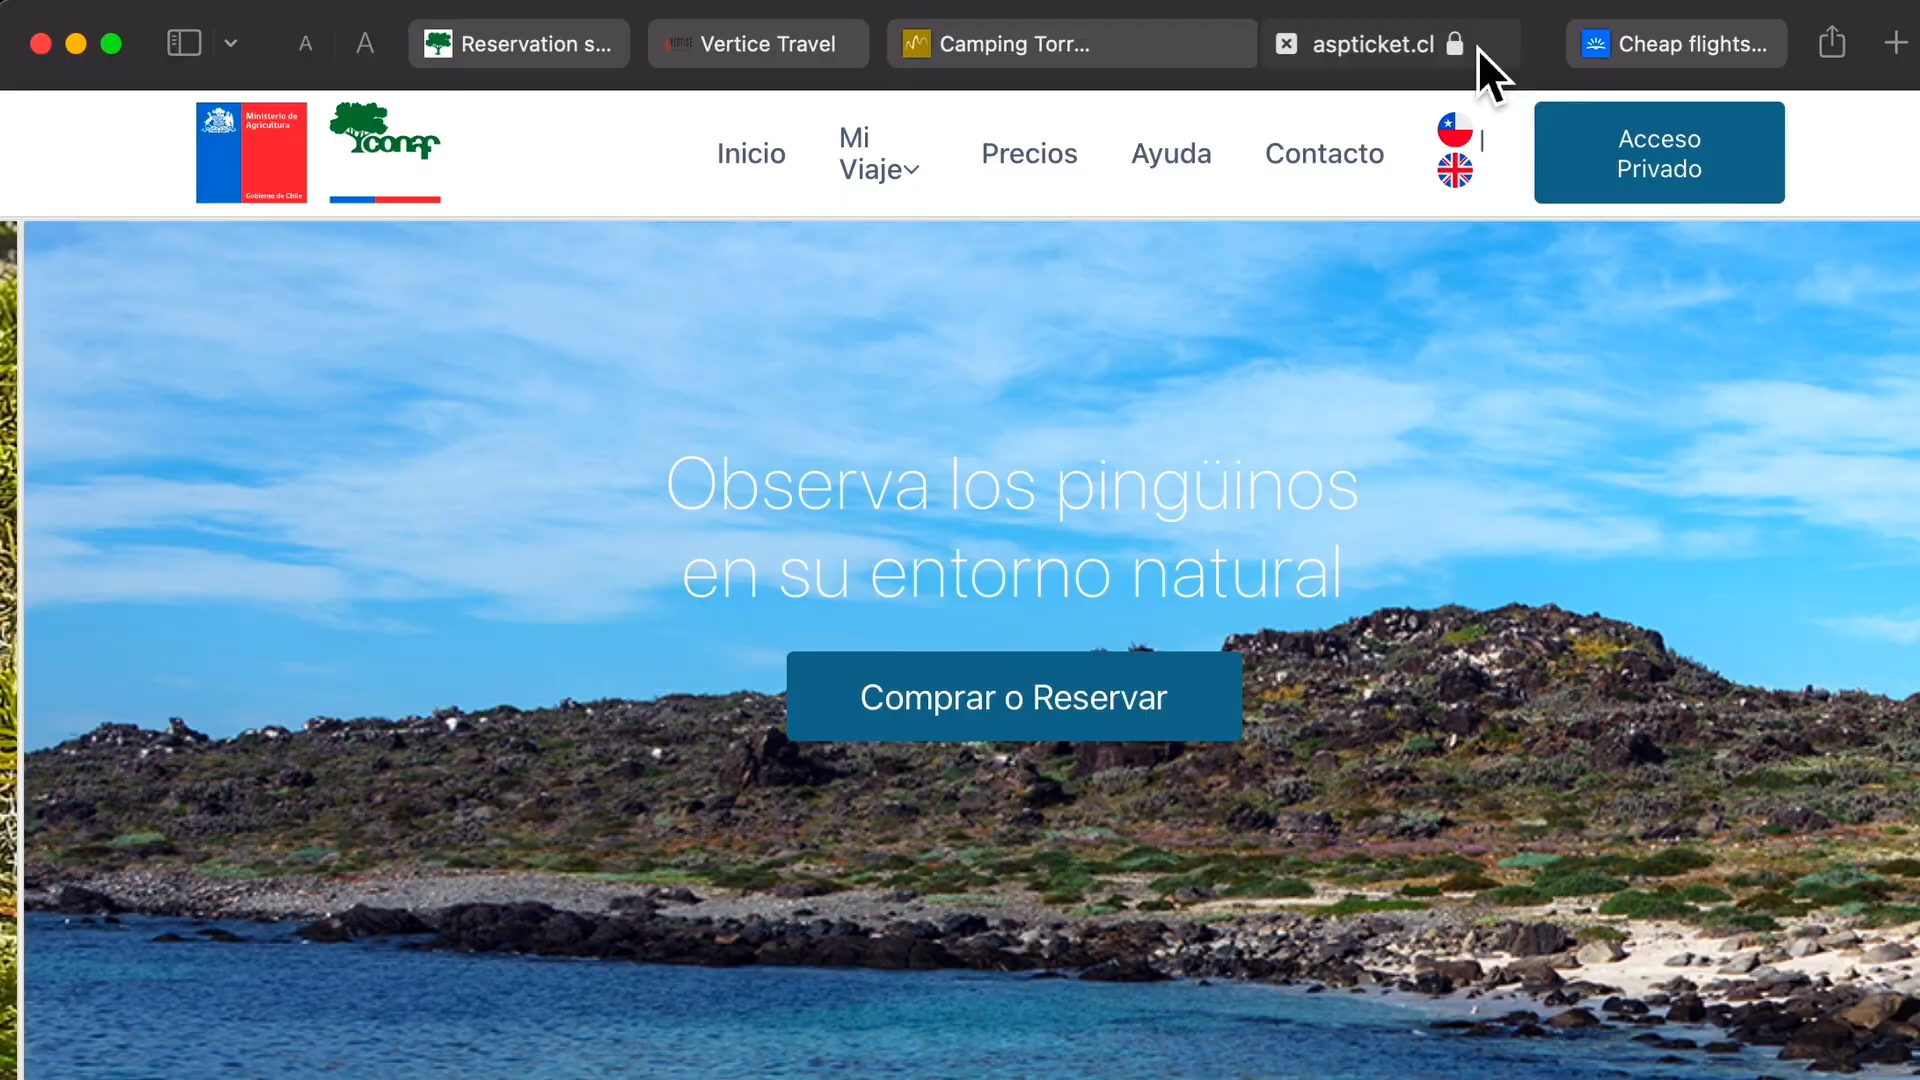 A
A
Reservation s...
Vertice Travel
Camping Torr...
aspticket.cl
Cheap flights...
Ministerio de
Agricultura
Gobierno de Chile
conaf
Inicio
Mi
Viaje
Precios
Ayuda
Contacto
Acceso
Privado
Observa los pingüinos
en su entorno natural
Comprar o Reservar